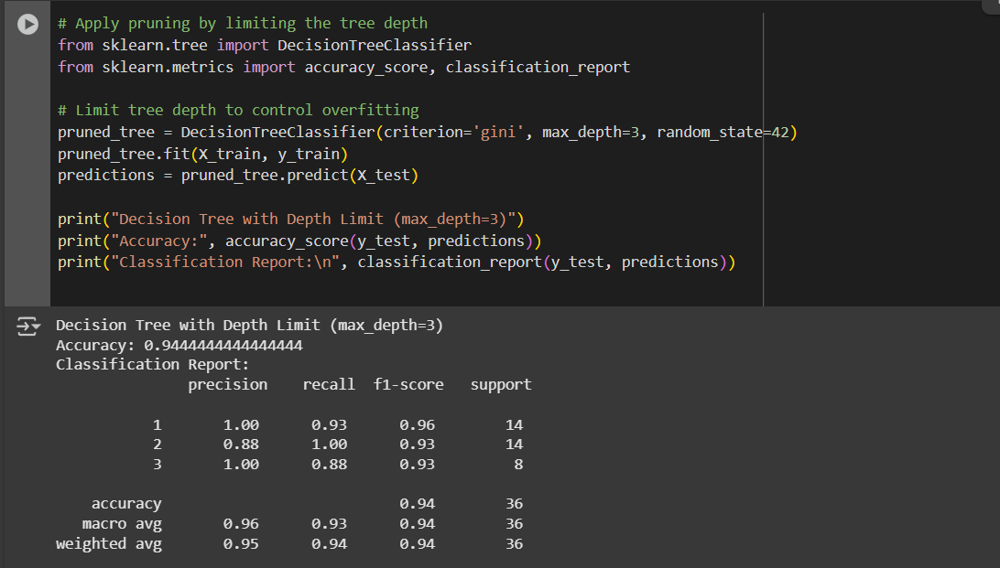 # Apply pruning by limiting the tree depth
from sklearn.tree import DecisionTreeClassifier
from sklearn.metrics import accuracy_score, classification_report
# Limit tree depth to control overfitting
pruned_tree = DecisionTreeClassifier(criterion='gini', max_depth=3, random_state=42)
pruned_tree.fit(X_train, y_train)
predictions = pruned_tree.predict(X_test)
print("Decision Tree with Depth Limit (max_depth=3)")
print("Accuracy:", accuracy_score(y_test, predictions))
print("Classification Report:\n", classification_report(y_test, predictions))
Decision Tree with Depth Limit (max_depth=3)
Accuracy: 0.9444444444444444
Classification Report:
precision recall f1-score support
1 1.00 0.93 0.96 14
2 0.88 1.00 0.93 14
3 1.00 0.88 0.93 8
accuracy 0.94 36
macro avg 0.96 0.93 0.94 36
weighted avg 0.95 0.94 0.94 36